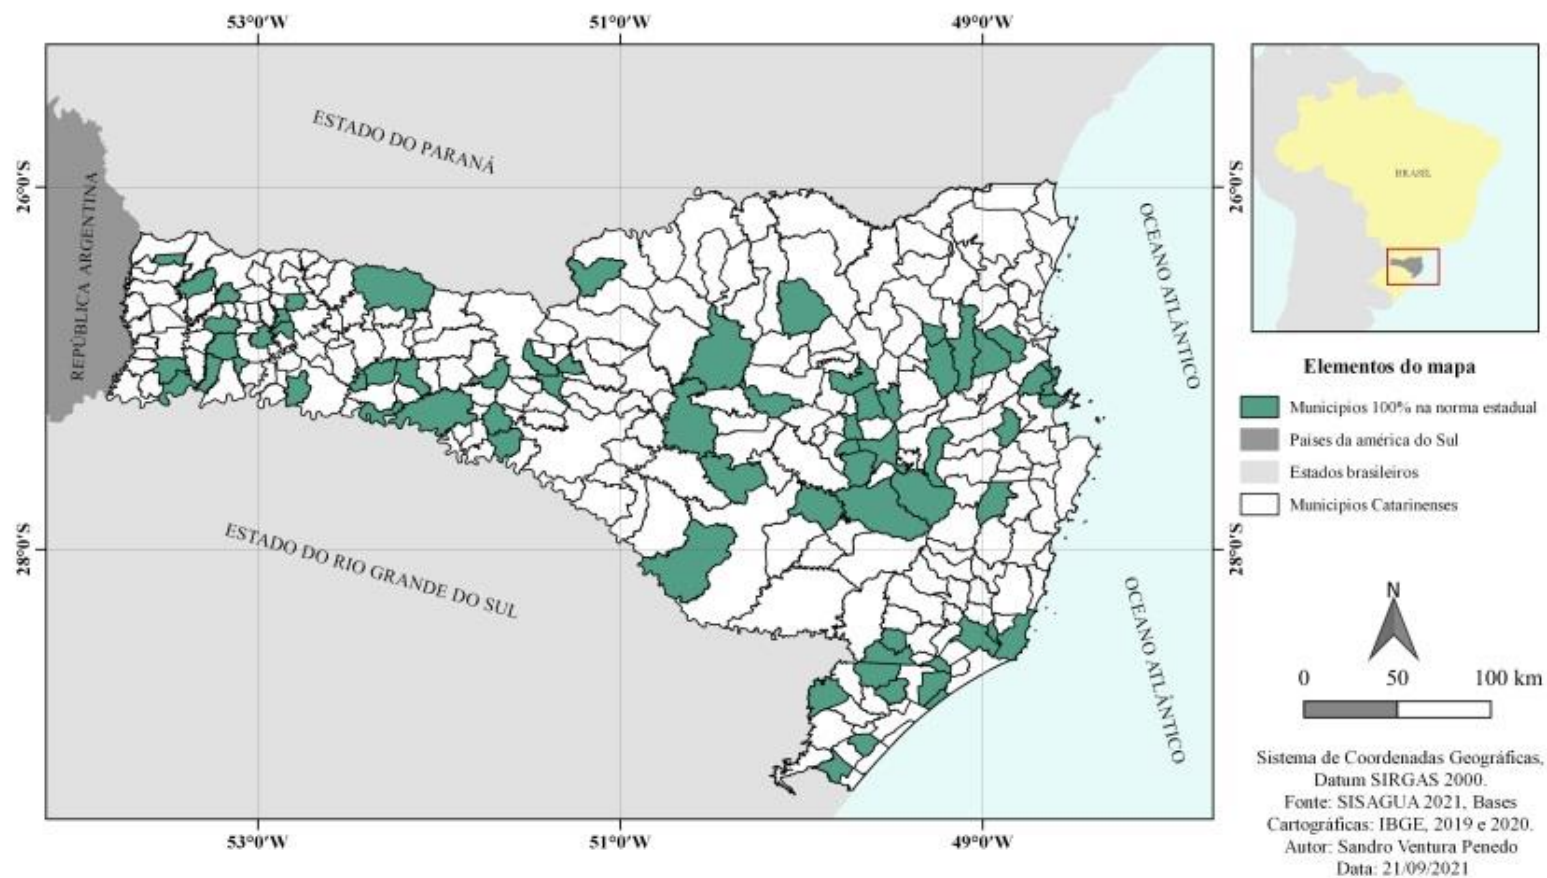 53°0'W
51°0'W
49°0'W
26°0'S
28°0'S
ESTADO DO PARANÁ
REPÚBLICA ARGENTINA
ESTADO DO RIO GRANDE DO SUL
OCEANO ATLÂNTICO
OCEANO ATLÂNTICO
26°0'S
28°0'S
53°0'W
51°0'W
49°0'W
BRASIL
Elementos do mapa
Municipios 100% na norma estadual
Países da américa do Sul
Estados brasileiros
Municipios Catarinenses
N
0 50 100 km
Sistema de Coordenadas Geográficas,
Datum SIRGAS 2000.
Fonte: SISAGUA 2021, Bases
Cartográficas: IBGE, 2019 e 2020.
Autor: Sandro Ventura Penedo
Data: 21/09/2021